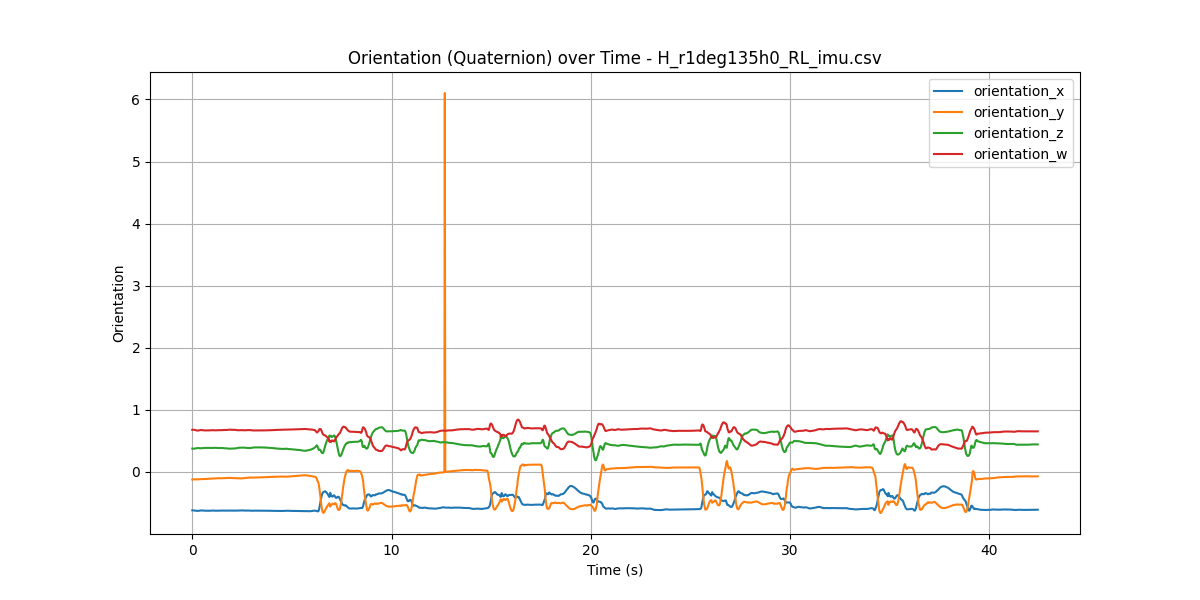 Orientation (Quaternion) over Time - H_r1deg135h0_RL_imu.csv
orientation_x
orientation_y
orientation_z
orientation_w
Orientation
6
5
4
3
2
1
0
0 10 20 30 40
Time (s)